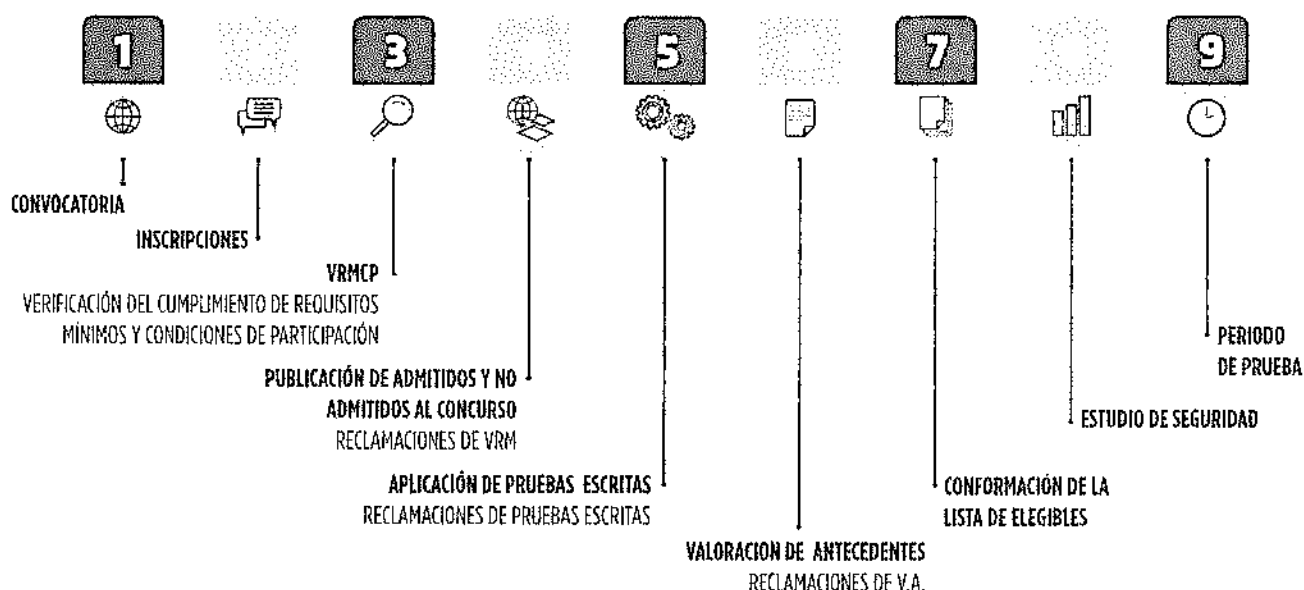 1
3
5
7
9
CONVOCATORIA
INSCRIPCIONES
VRMCP
VERIFICACIÓN DEL CUMPLIMIENTO DE REQUISITOS
MÍNIMOS Y CONDICIONES DE PARTICIPACIÓN
PUBLICACIÓN DE ADMITIDOS Y NO
ADMITIDOS AL CONCURSO
RECLAMACIONES DE VRM
APLICACIÓN DE PRUEBAS ESCRITAS
RECLAMACIONES DE PRUEBAS ESCRITAS
VALORACION DE ANTECEDENTES
RECLAMACIONES DE V.A.
CONFORMACIÓN DE LA
LISTA DE ELEGIBLES
ESTUDIO DE SEGURIDAD
PERIODO
DE PRUEBA